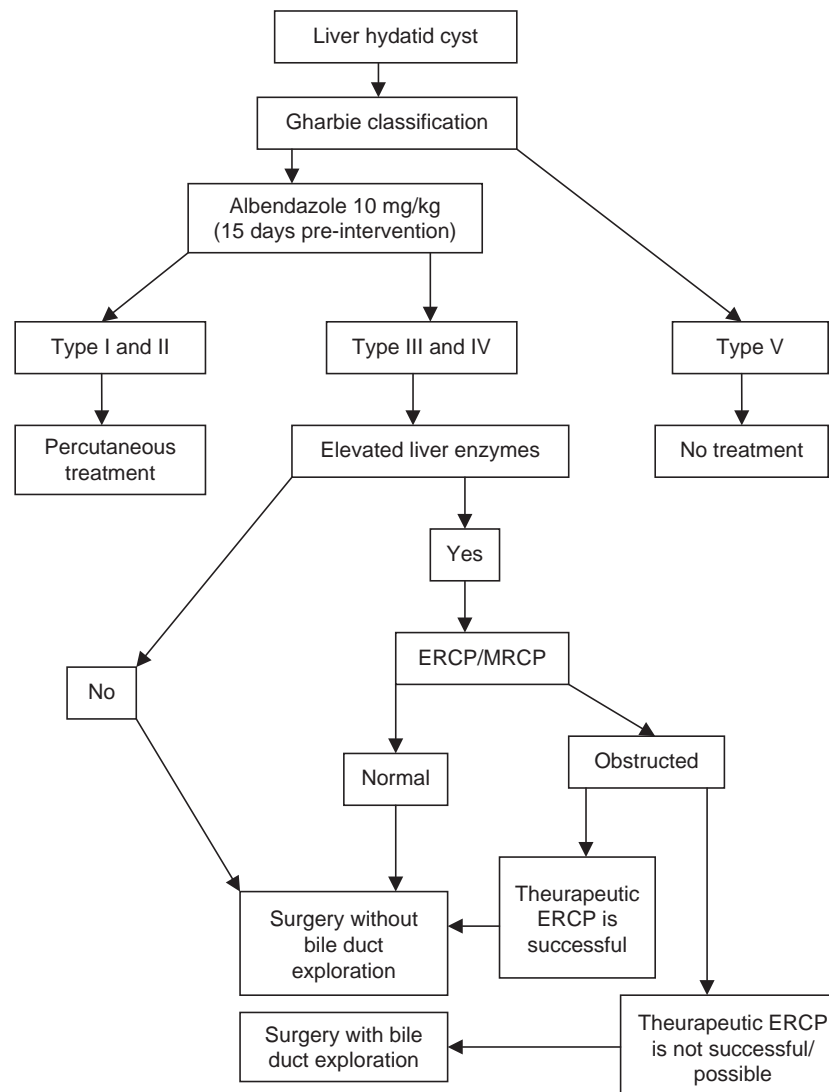 Liver hydatid cyst
Gharbie classification
Albendazole 10 mg/kg
(15 days pre-intervention)
Type I and II
Type III and IV
Type V
Percutaneous
treatment
Elevated liver enzymes
No treatment
Yes
ERCP/MRCP
No
Normal
Obstructed
Surgery without
bile duct
exploration
Theurapeutic
ERCP is
successful
Surgery with bile
duct exploration
Theurapeutic ERCP
is not successful/
possible